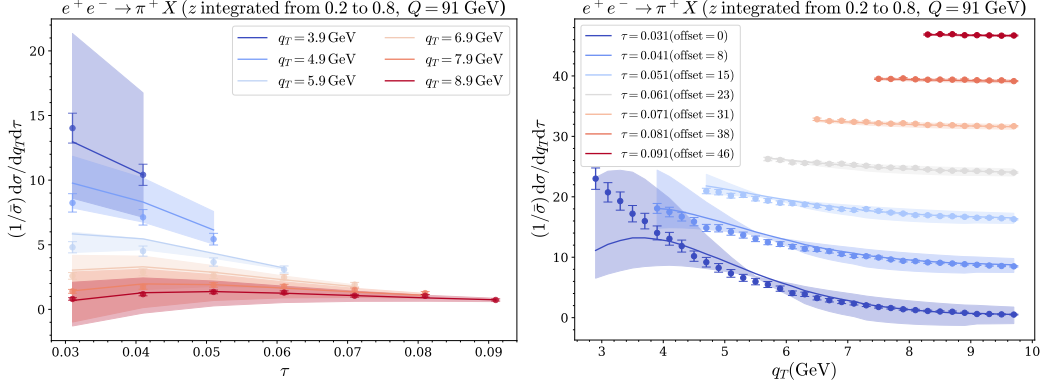 e⁺e⁻ → π⁺ X (z integrated from 0.2 to 0.8, Q = 91 GeV)
(1/σ̄) dσ/dq_T dτ
20
15
10
5
0
q_T = 3.9 GeV
q_T = 4.9 GeV
q_T = 5.9 GeV
q_T = 6.9 GeV
q_T = 7.9 GeV
q_T = 8.9 GeV
0.03 0.04 0.05 0.06 0.07 0.08 0.09
τ
e⁺e⁻ → π⁺ X (z integrated from 0.2 to 0.8, Q = 91 GeV)
(1/σ̄) dσ/dq_T dτ
40
30
20
10
0
τ = 0.031(offset = 0)
τ = 0.041(offset = 8)
τ = 0.051(offset = 15)
τ = 0.061(offset = 23)
τ = 0.071(offset = 31)
τ = 0.081(offset = 38)
τ = 0.091(offset = 46)
3 4 5 6 7 8 9 10
q_T(GeV)